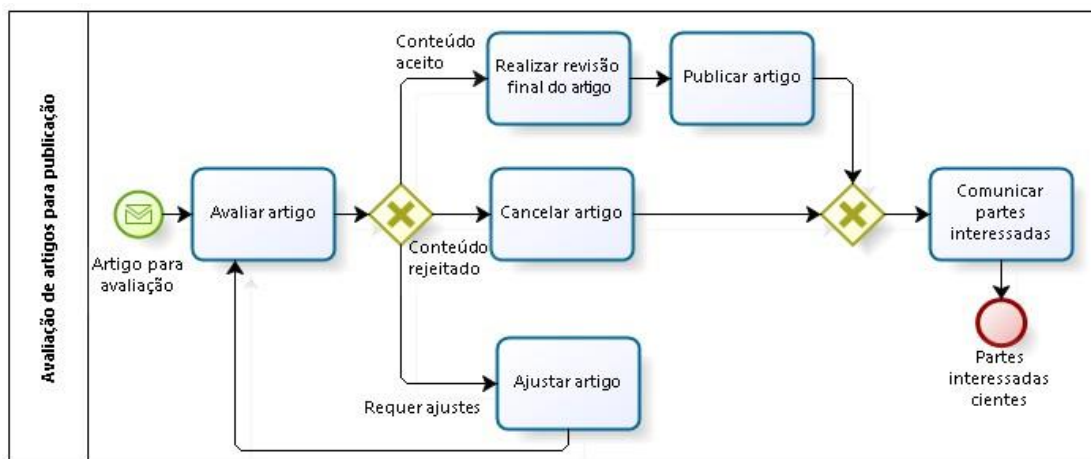 Avaliação de artigos para publicação
Artigo para
avaliação
Avaliar artigo
Conteúdo
aceito
Realizar revisão
final do artigo
Publicar artigo
Conteúdo
rejeitado
Cancelar artigo
Requer ajustes
Ajustar artigo
Comunicar
partes
interessadas
Partes
interessadas
cientes